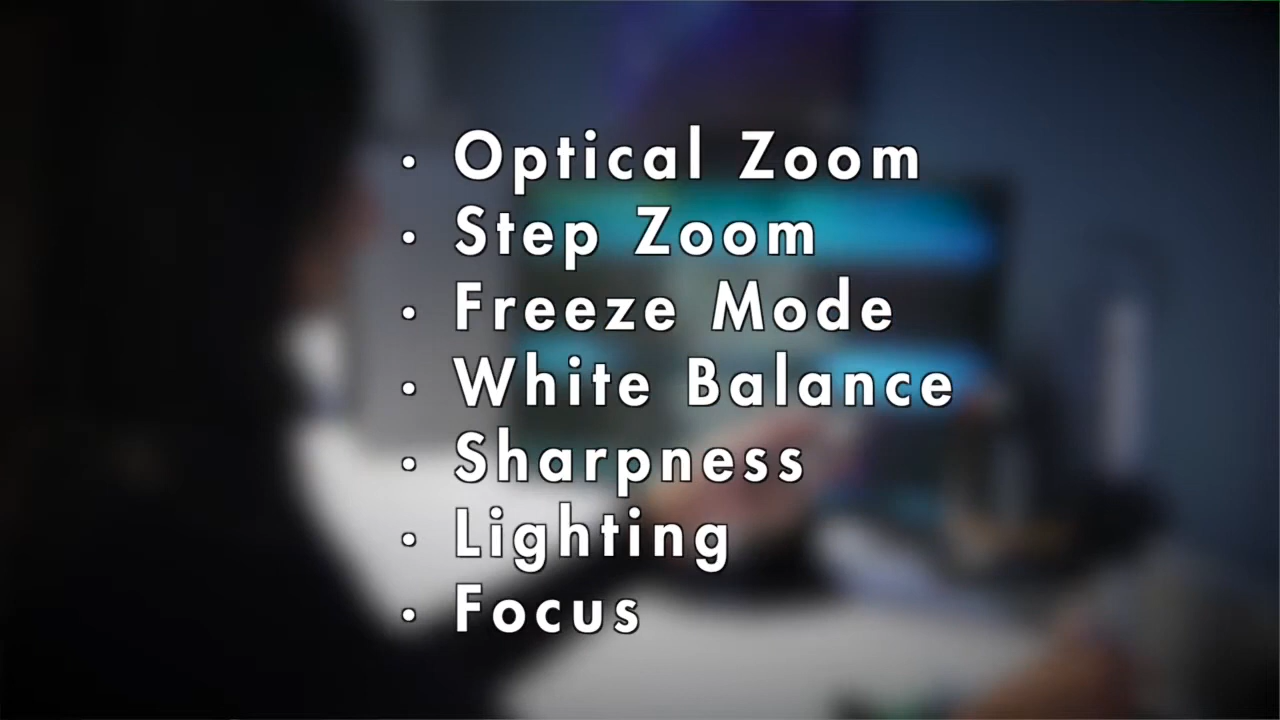 • Optical Zoom
• Step Zoom
• Freeze Mode
• White Balance
• Sharpness
• Lighting
• Focus